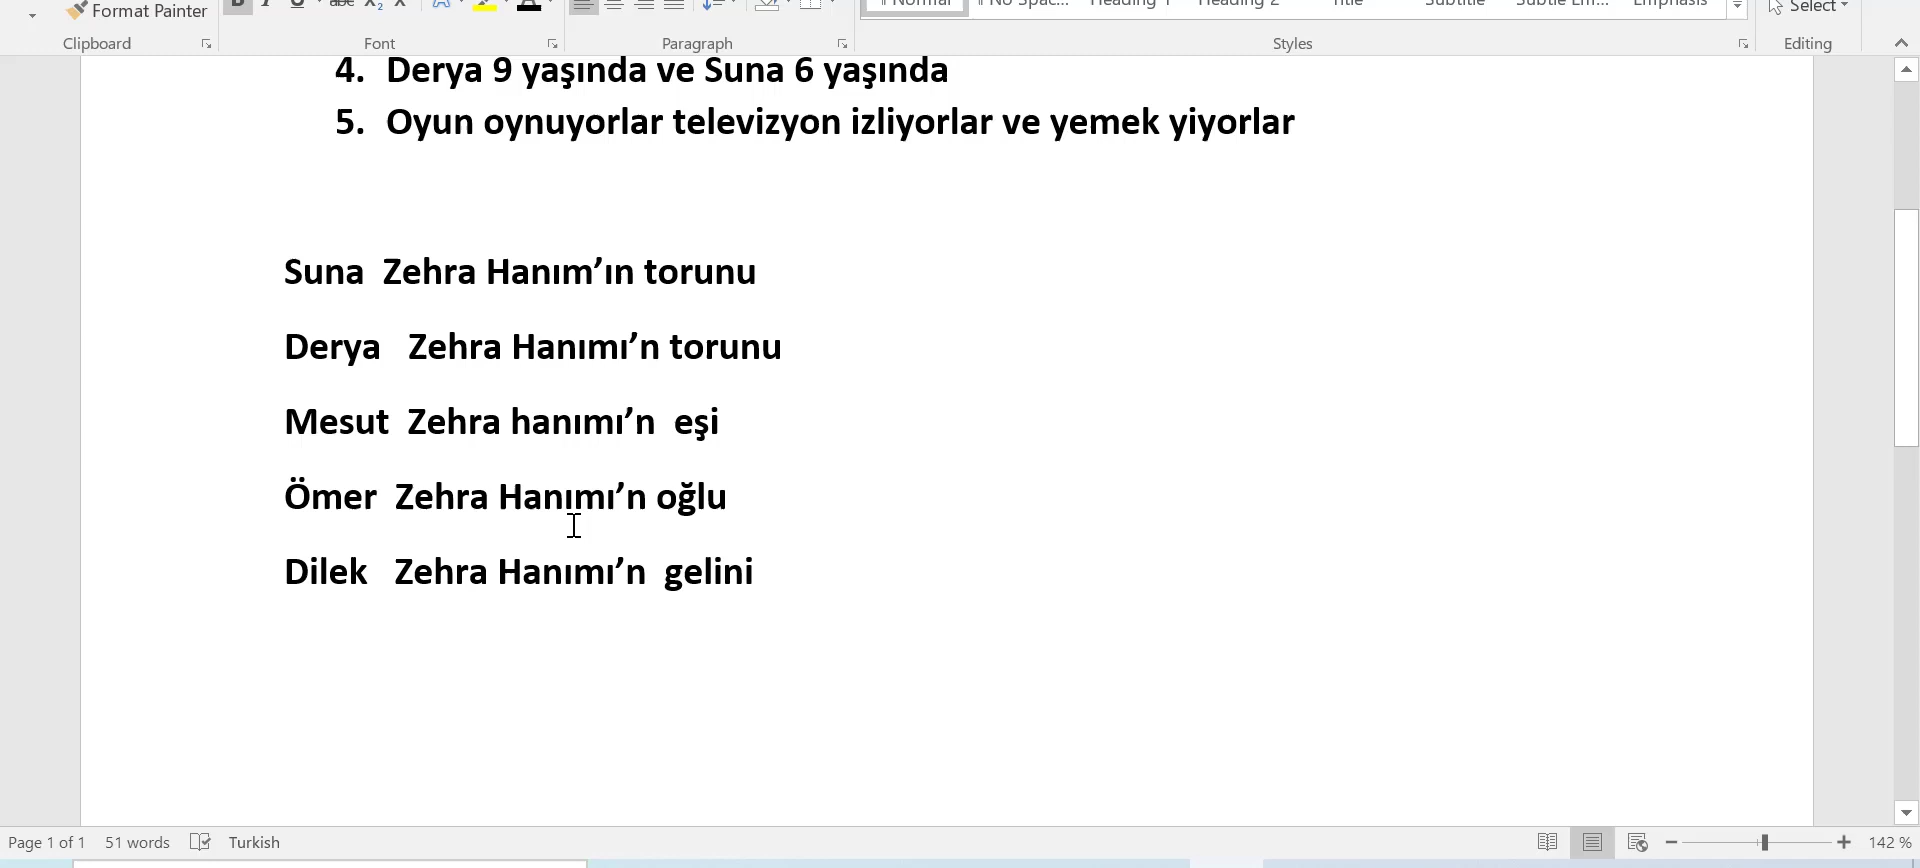 Format Painter
Select
Clipboard
Font
Paragraph
Styles
Editing
4. Derya 9 yaşında ve Suna 6 yaşında
5. Oyun oynuyorlar televizyon izliyorlar ve yemek yiyorlar
Suna Zehra Hanım’ın torunu
Derya Zehra Hanımı’n torunu
Mesut Zehra hanımı’n eşi
Ömer Zehra Hanımı’n oğlu
Dilek Zehra Hanımı’n gelini
Page 1 of 1 51 words Turkish 142 %